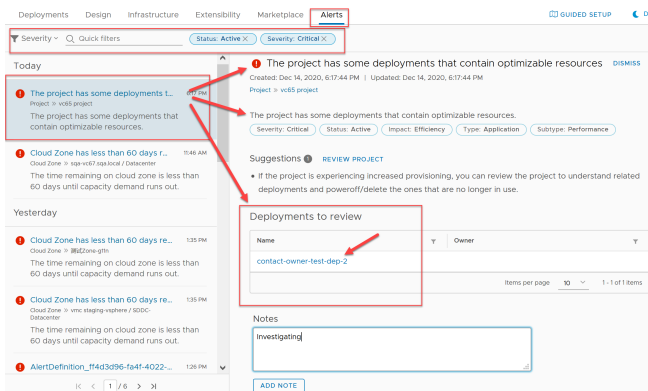 Deployments Design Infrastructure Extensibility Marketplace Alerts GUIDED SETUP
Severity Quick filters Status: Active X Severity: Critical X
Today
The project has some deployments t... 6:17 PM
Project » vc65 project
The project has some deployments that
contain optimizable resources.
Cloud Zone has less than 60 days r... 11:46 AM
Cloud Zone » sqa-vc67.sqa.local / Datacenter
The time remaining on cloud zone is less than
60 days until capacity demand runs out.
Yesterday
Cloud Zone has less than 60 days re... 1:35 PM
Cloud Zone » 测试Zone-gfrn
The time remaining on cloud zone is less than
60 days until capacity demand runs out.
Cloud Zone has less than 60 days re... 1:35 PM
Cloud Zone » vmc staging-vsphere / SDDC-
Datacenter
The time remaining on cloud zone is less than
60 days until capacity demand runs out.
AlertDefinition_ff4d3d96-fa4f-4022-... 1:26 PM
1 / 6
The project has some deployments that contain optimizable resources DISMISS
Created: Dec 14, 2020, 6:17:44 PM | Updated: Dec 14, 2020, 6:17:44 PM
Project » vc65 project
The project has some deployments that contain optimizable resources.
Severity: Critical Status: Active Impact: Efficiency Type: Application Subtype: Performance
Suggestions REVIEW PROJECT
• If the project is experiencing increased provisioning, you can review the project to understand related
deployments and poweroff/delete the ones that are no longer in use.
Deployments to review
Name Owner
contact-owner-test-dep-2
Items per page 10 1 - 1 of 1 items
Notes
Investigating
ADD NOTE